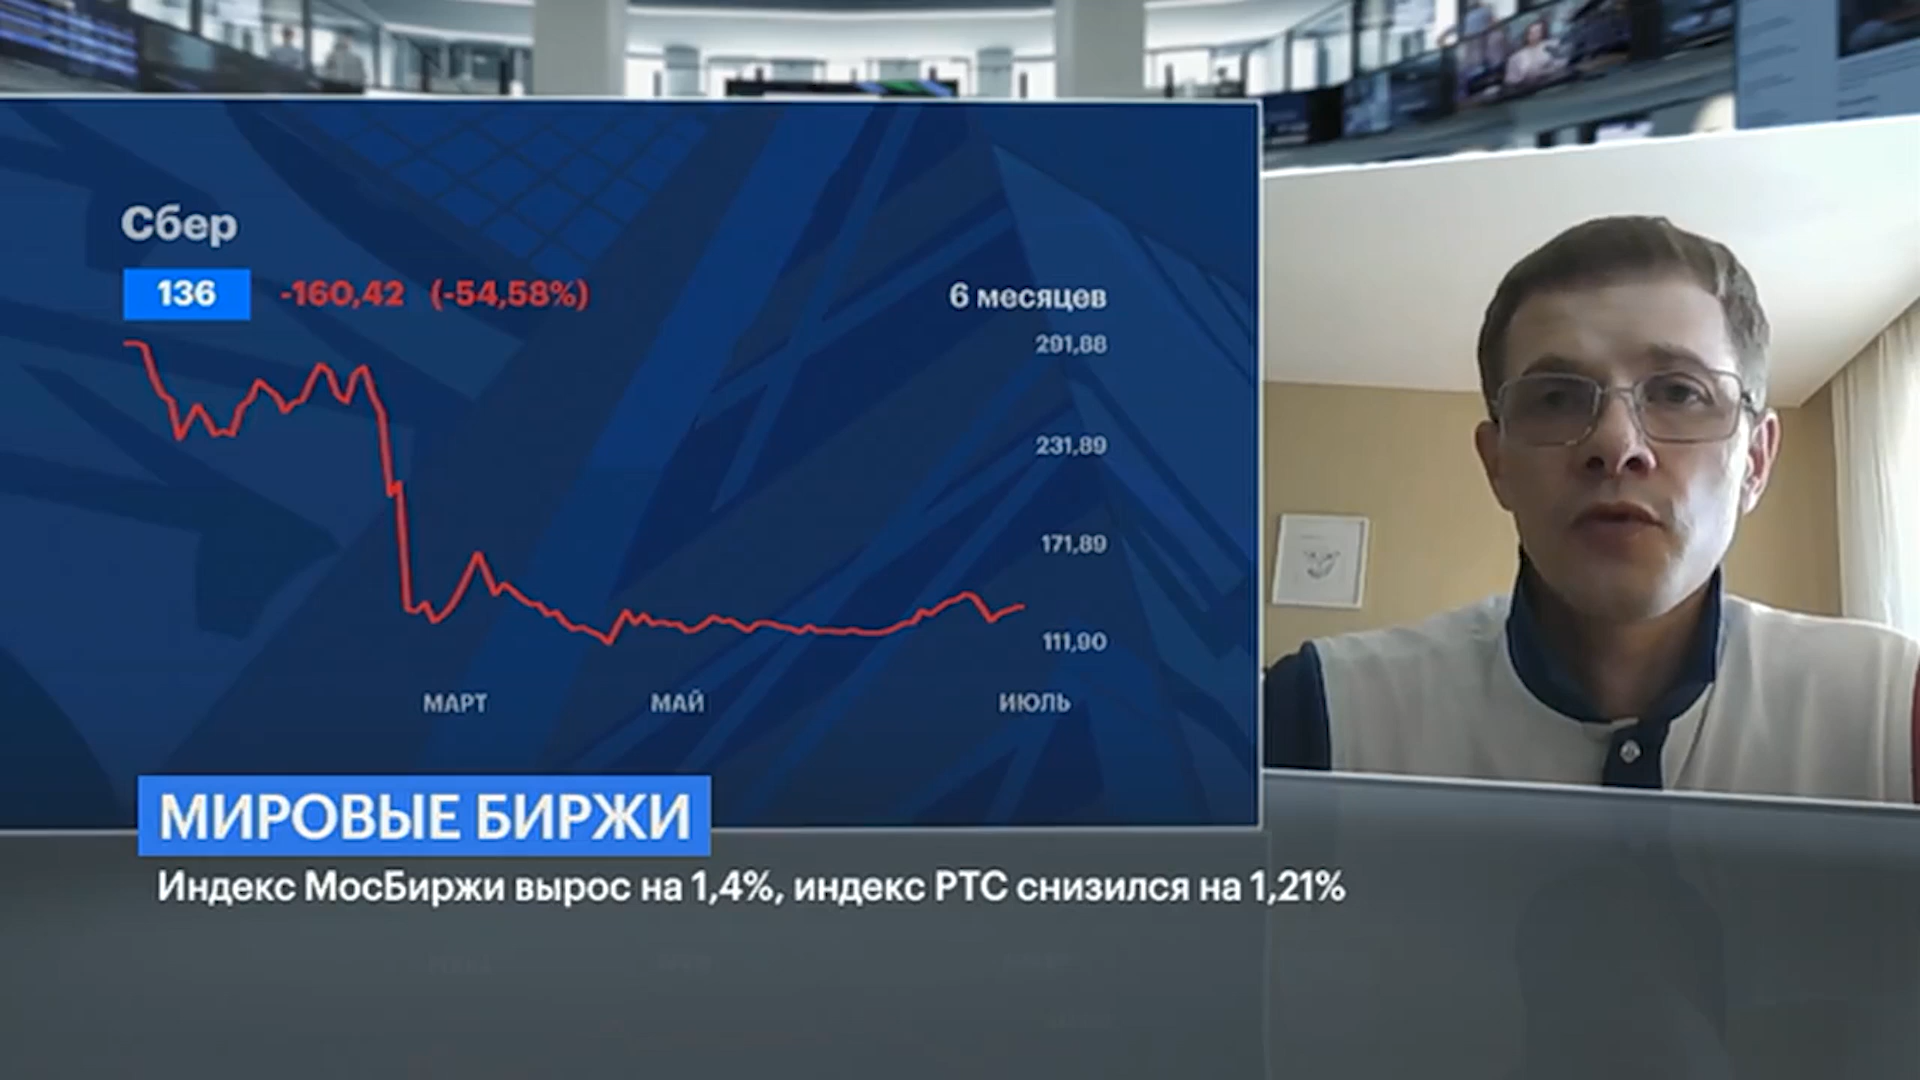 Сбер
136 -160,42 (-54,58%)
6 месяцев
291,88
231,89
171,89
111,90
МАРТ МАЙ ИЮЛЬ
МИРОВЫЕ БИРЖИ
Индекс МосБиржи вырос на 1,4%, индекс РТС снизился на 1,21%